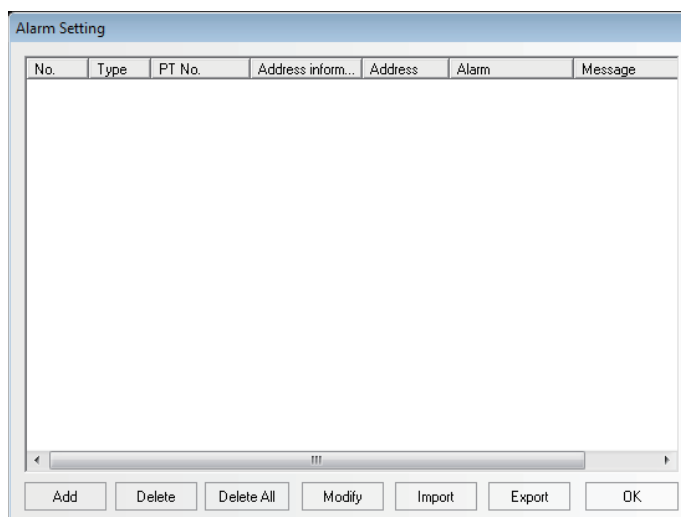 Alarm Setting
No. Type PT No. Address inform... Address Alarm Message
Add Delete Delete All Modify Import Export OK